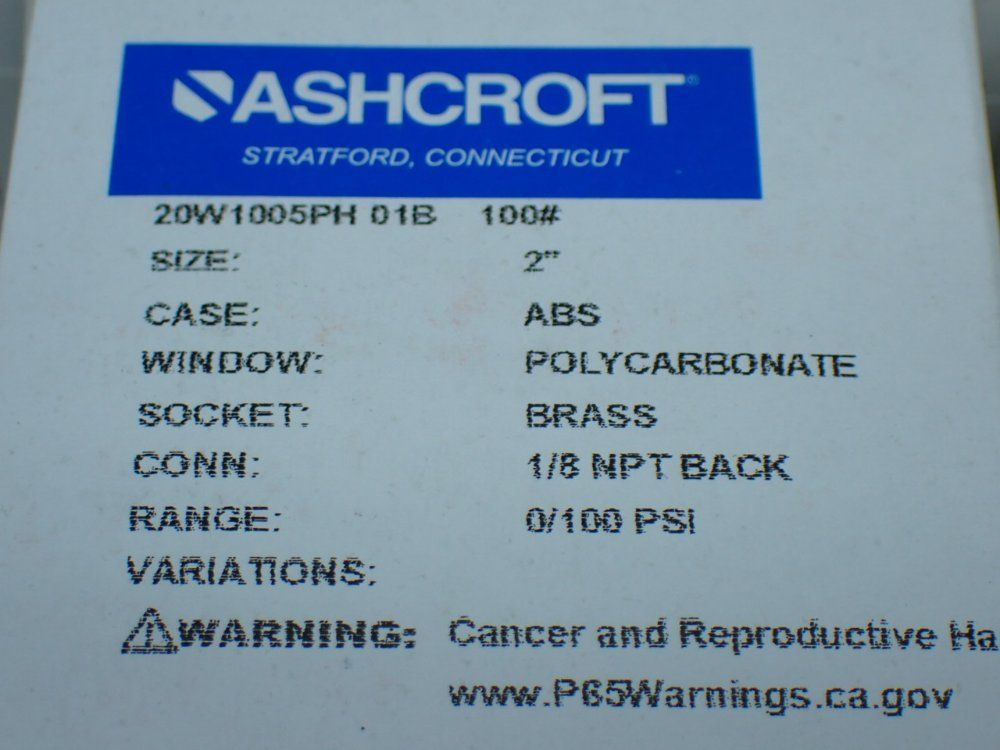 ASHCROFT®
STRATFORD, CONNECTICUT
20W1005PH 01B 100#
SIZE: 2"
CASE: ABS
WINDOW: POLYCARBONATE
SOCKET: BRASS
CONN: 1/8 NPT BACK
RANGE: 0/100 PSI
VARIATIONS:
⚠WARNING: Cancer and Reproductive Ha
www.P65Warnings.ca.gov